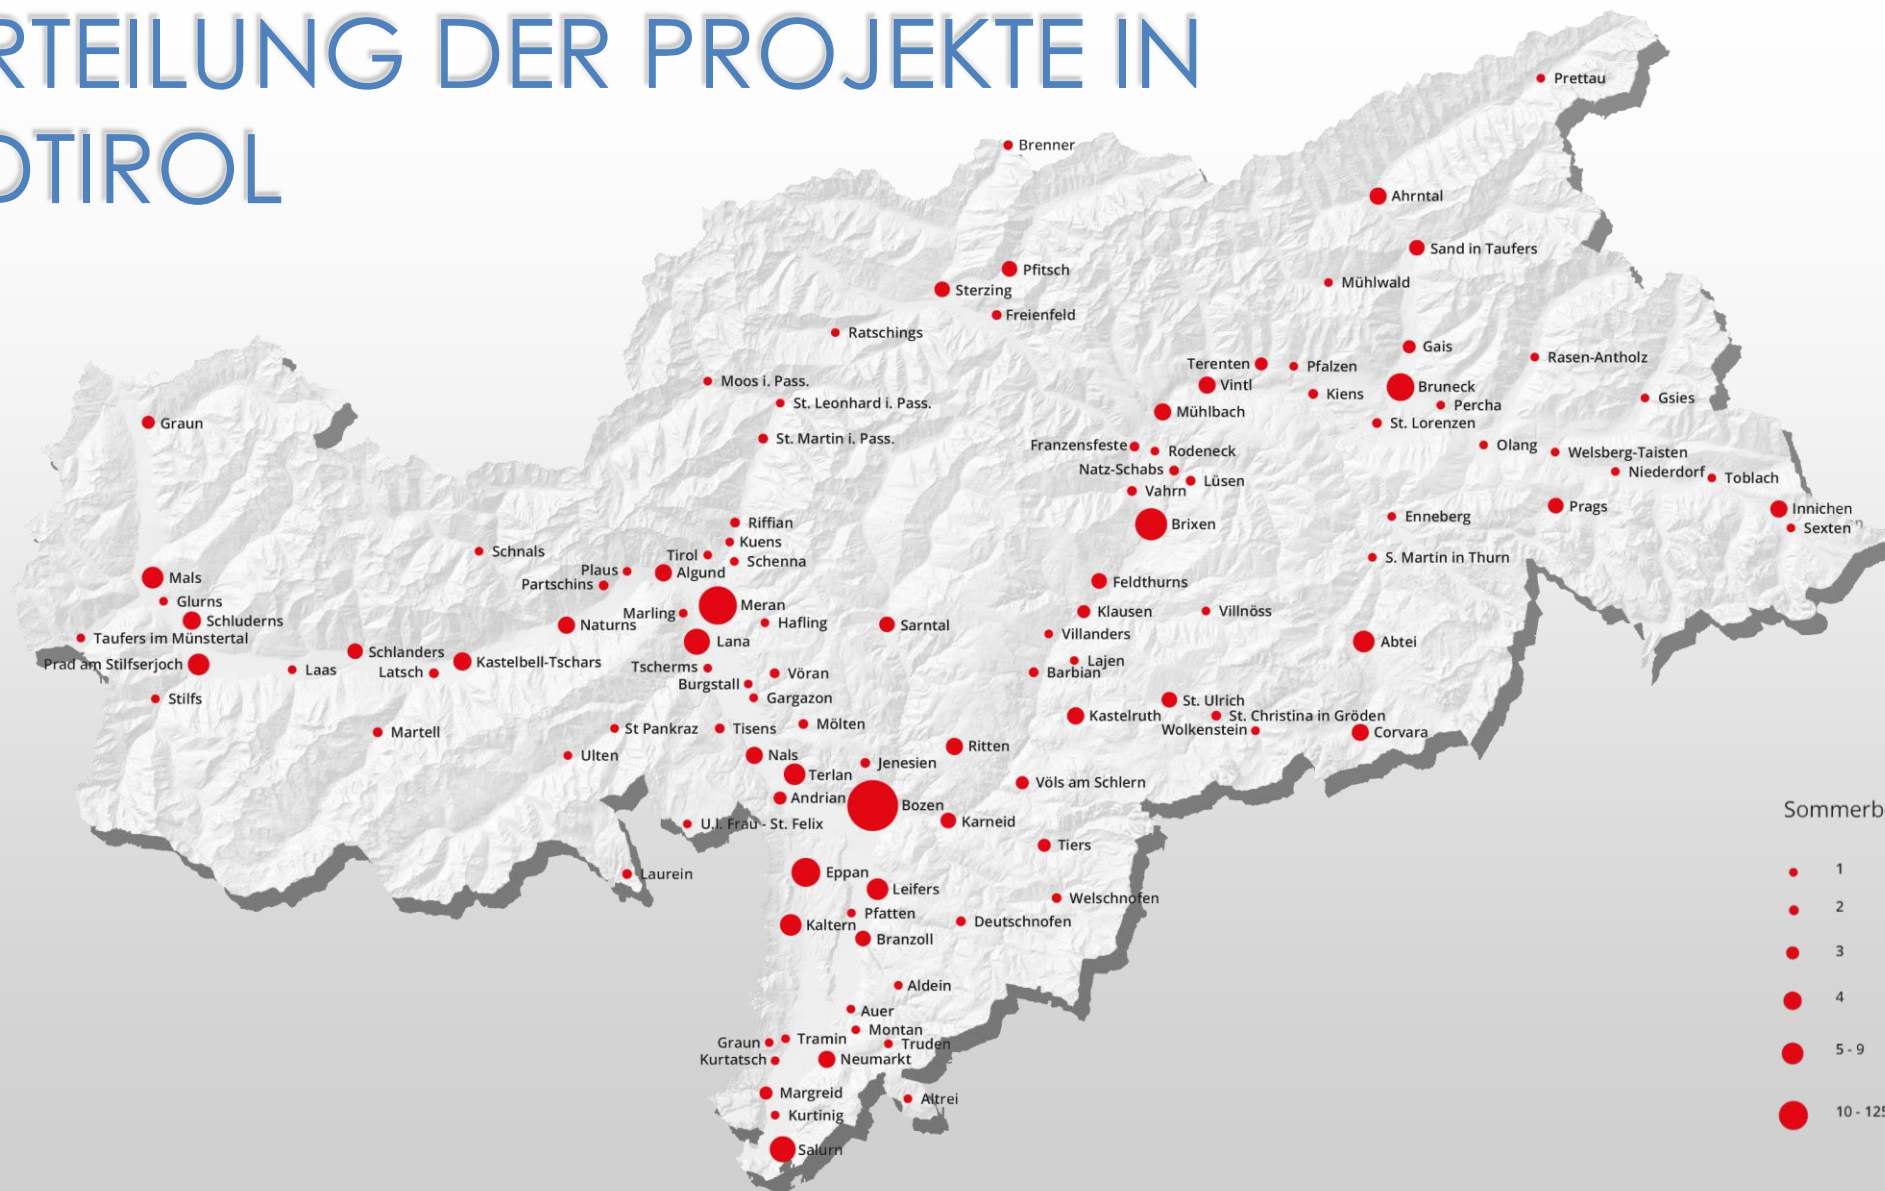 RTEILUNG DER PROJEKTE IN
DTIROL
Prettau
Brenner
Ahrntal
Sand in Taufers
Pfitsch
Mühlwald
Sterzing
Freienfeld
Ratschings
Gais
Rasen-Antholz
Terenten
Pfalzen
Moos i. Pass.
Vintl
Bruneck
Kiens
Gsies
St. Leonhard i. Pass.
Percha
Mühlbach
Graun
St. Lorenzen
St. Martin i. Pass.
Franzensfeste
Rodeneck
Olang
Welsberg-Taisten
Natz-Schabs
Niederdorf
Toblach
Lüsen
Vahrn
Prags
Innichen
Enneberg
Riffian
Brixen
Sexten
Kuens
Schnals
Tirol
Schenna
S. Martin in Thurn
Plaus
Algund
Mals
Partschins
Feldthurns
Glurns
Meran
Marling
Klausen
Villnöss
Schluderns
Naturns
Hafling
Sarntal
Taufers im Münstertal
Villanders
Lana
Abtei
Schlanders
Prad am Stilfserjoch
Kastelbell-Tschars
Lajen
Laas
Latsch
Tscherms
Vöran
Barbian
Burgstall
Stilfs
Gargazon
St. Ulrich
Kastelruth
St. Christina in Gröden
Martell
St Pankraz
Tisens
Mölten
Wolkenstein
Corvara
Ritten
Ulten
Nals
Jenesien
Terlan
Völs am Schlern
Andrian
Bozen
Sommerb
U.l. Frau - St. Felix
Karneid
Tiers
Laurein
Eppan
1
Leifers
Welschnofen
2
Pfatten
Kaltern
Deutschnofen
Branzoll
3
Aldein
4
Auer
Montan
Tramin
Graun
Truden
5 - 9
Kurtatsch
Neumarkt
Margreid
Altrei
Kurtinig
10 - 125
Salurn